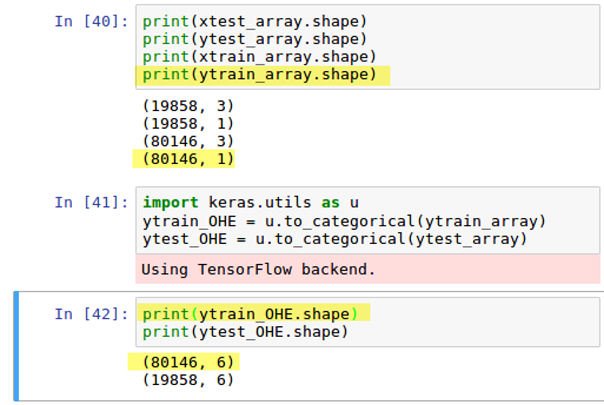 In [40]: print(xtest_array.shape)
print(ytest_array.shape)
print(xtrain_array.shape)
print(ytrain_array.shape)
(19858, 3)
(19858, 1)
(80146, 3)
(80146, 1)
In [41]: import keras.utils as u
ytrain_OHE = u.to_categorical(ytrain_array)
ytest_OHE = u.to_categorical(ytest_array)
Using TensorFlow backend.
In [42]: print(ytrain_OHE.shape)
print(ytest_OHE.shape)
(80146, 6)
(19858, 6)